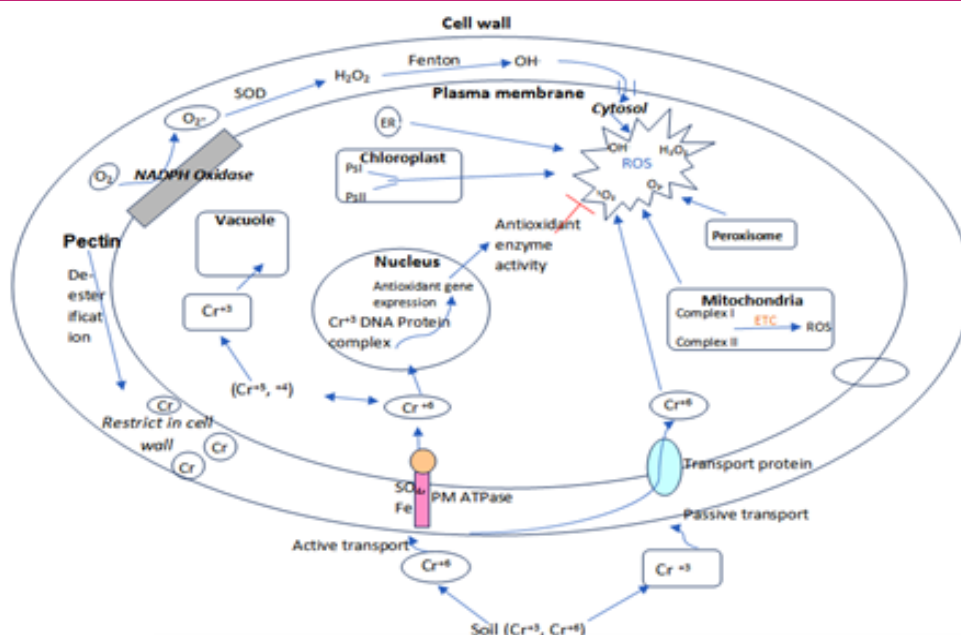 Cell wall
Fenton
OH·
H₂O₂
SOD
Plasma membrane
Cytosol
O₂⁻
ER
·OH
H₂O₂
ROS
Chloroplast
PsI
PsII
O₂
NADPH Oxidase
¹O₂
O₂
Vacuole
Antioxidant
enzyme
activity
Peroxisome
Pectin
De-
ester
ificat
ion
Nucleus
Antioxidant gene
expression
Cr⁺³ DNA Protein
complex
Cr⁺³
Mitochondria
Complex I
ETC
ROS
Complex II
(Cr⁺⁵, ⁺⁴)
Cr⁺⁶
Cr⁺⁶
Cr
Restrict in cell
wall
Cr
Cr
Transport protein
SO₄,
Fe
PM ATPase
Passive transport
Active transport
Cr⁺⁶
Cr⁺³
Soil (Cr⁺³, Cr⁺⁶)